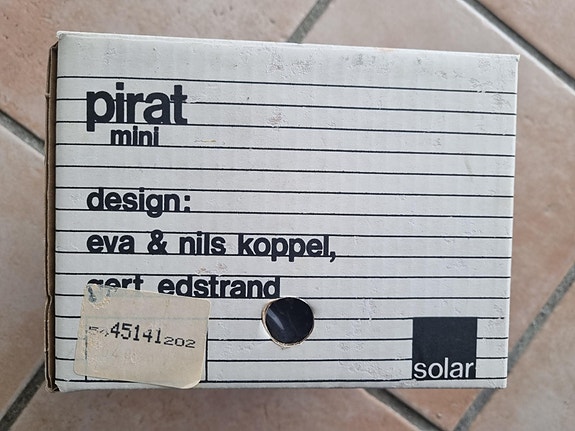 pirat
mini
design:
eva & nils koppel,
gert edstrand
45141202
solar